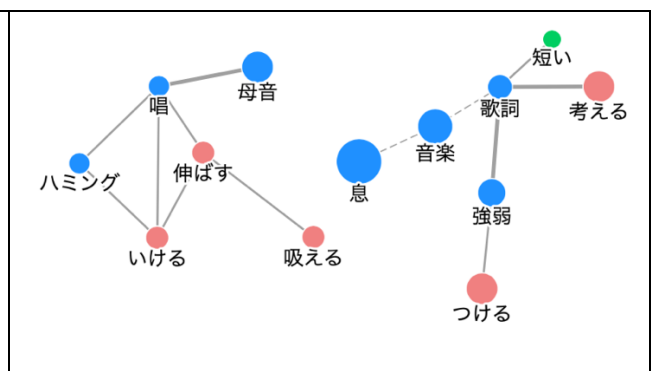 短い
母音
唱
歌詞
考える
音楽
伸ばす
ハミング
息
強弱
いける
吸える
つける